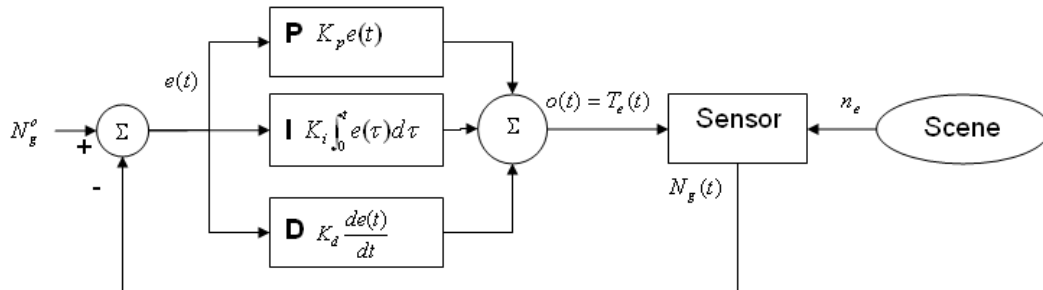 P K_p e(t)
e(t)
N_g^o
+
-
Σ
I K_i ∫_0^t e(τ)dτ
D K_d de(t)/dt
Σ
o(t) = T_e(t)
Sensor
N_g(t)
n_e
Scene